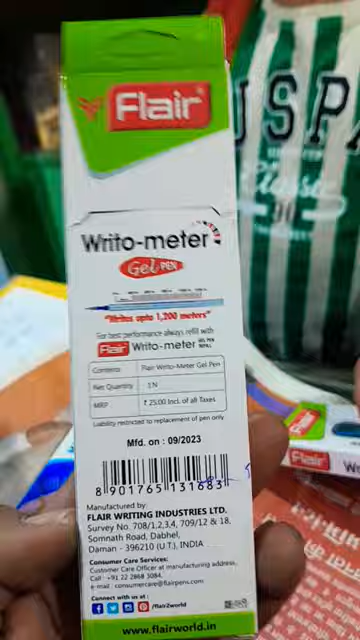 Flair
Writo-meter
Gel PEN
"Writes upto 1,200 meters"
For best performance always refill with
Flair Writo-meter GEL PEN REFILL
Contents Flair Writo-Meter Gel Pen
Net Quantity 1N
MRP ₹ 25.00 Incl. of all Taxes
Liability restricted to replacement of pen only
Mfd. on : 09/2023
8 901765 131683
Manufactured by:
FLAIR WRITING INDUSTRIES LTD.
Survey No. 708/1,2,3,4, 709/12 & 18,
Somnath Road, Dabhel,
Daman - 396210 (U.T.), INDIA
Consumer Care Services:
Customer Care Officer at manufacturing address,
Call : +91 22 2868 3084,
e-mail : consumercare@flairpens.com
Connect with us at :
/flair2world
www.flairworld.in
USPA
Classic
Flair Writo-